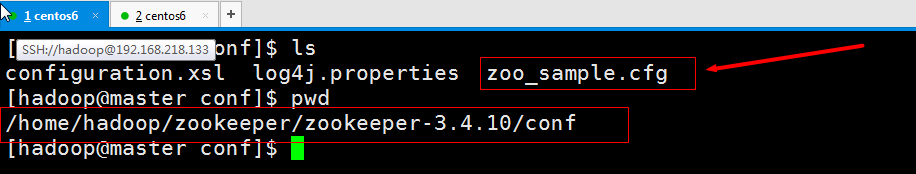 1 centos6 × 2 centos6 × +
[ conf]$ ls
SSH://hadoop@192.168.218.133
configuration.xsl log4j.properties zoo_sample.cfg
[hadoop@master conf]$ pwd
/home/hadoop/zookeeper/zookeeper-3.4.10/conf
[hadoop@master conf]$